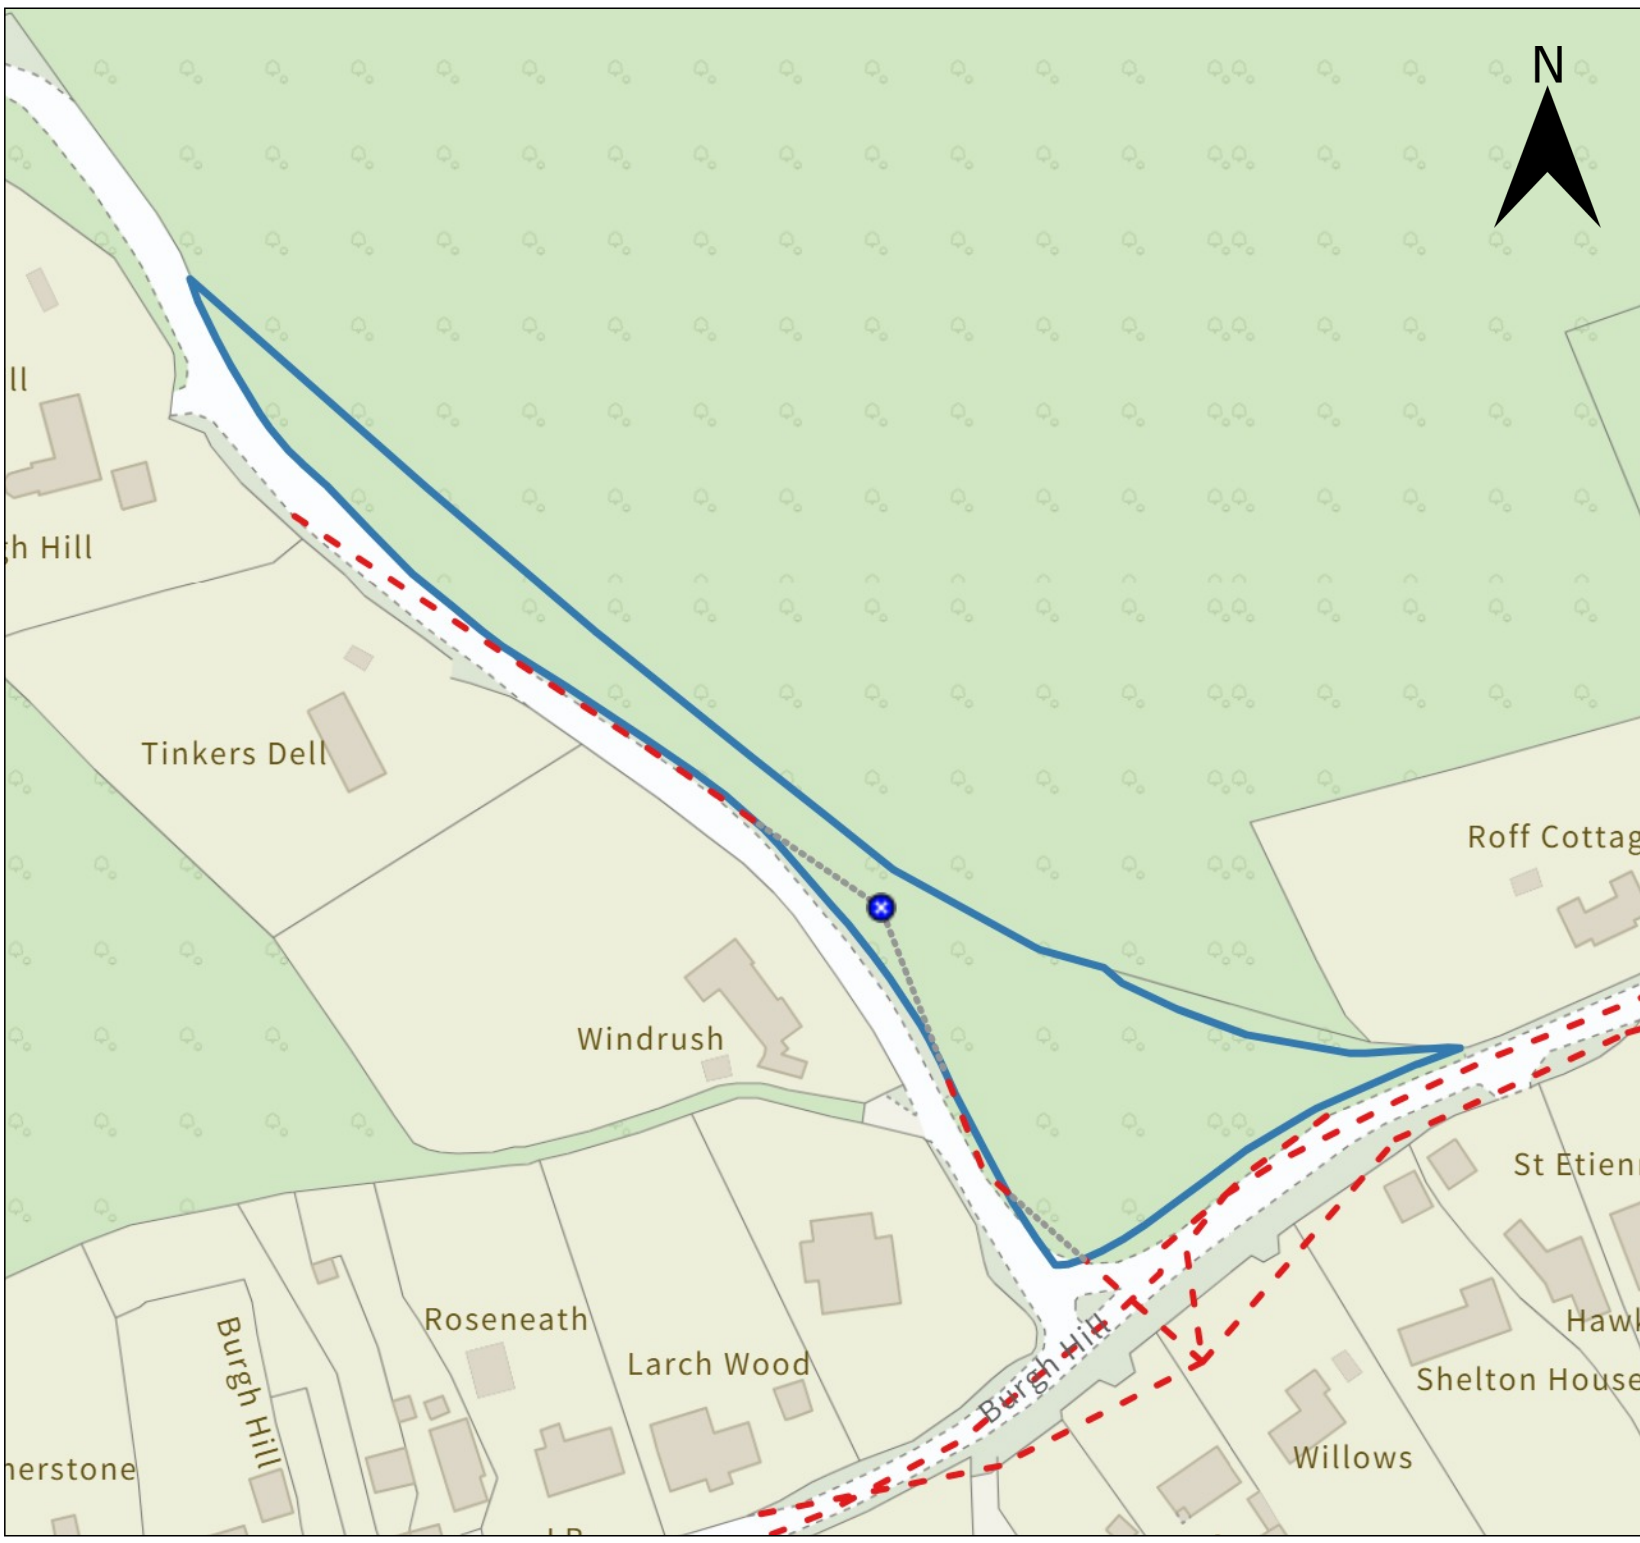 N
ll
gh Hill
Tinkers Dell
Roff Cottag
Windrush
St Etien
Roseneath
Larch Wood
Burgh Hill
Burgh Hill
Hawk
Shelton House
Willows
herstone